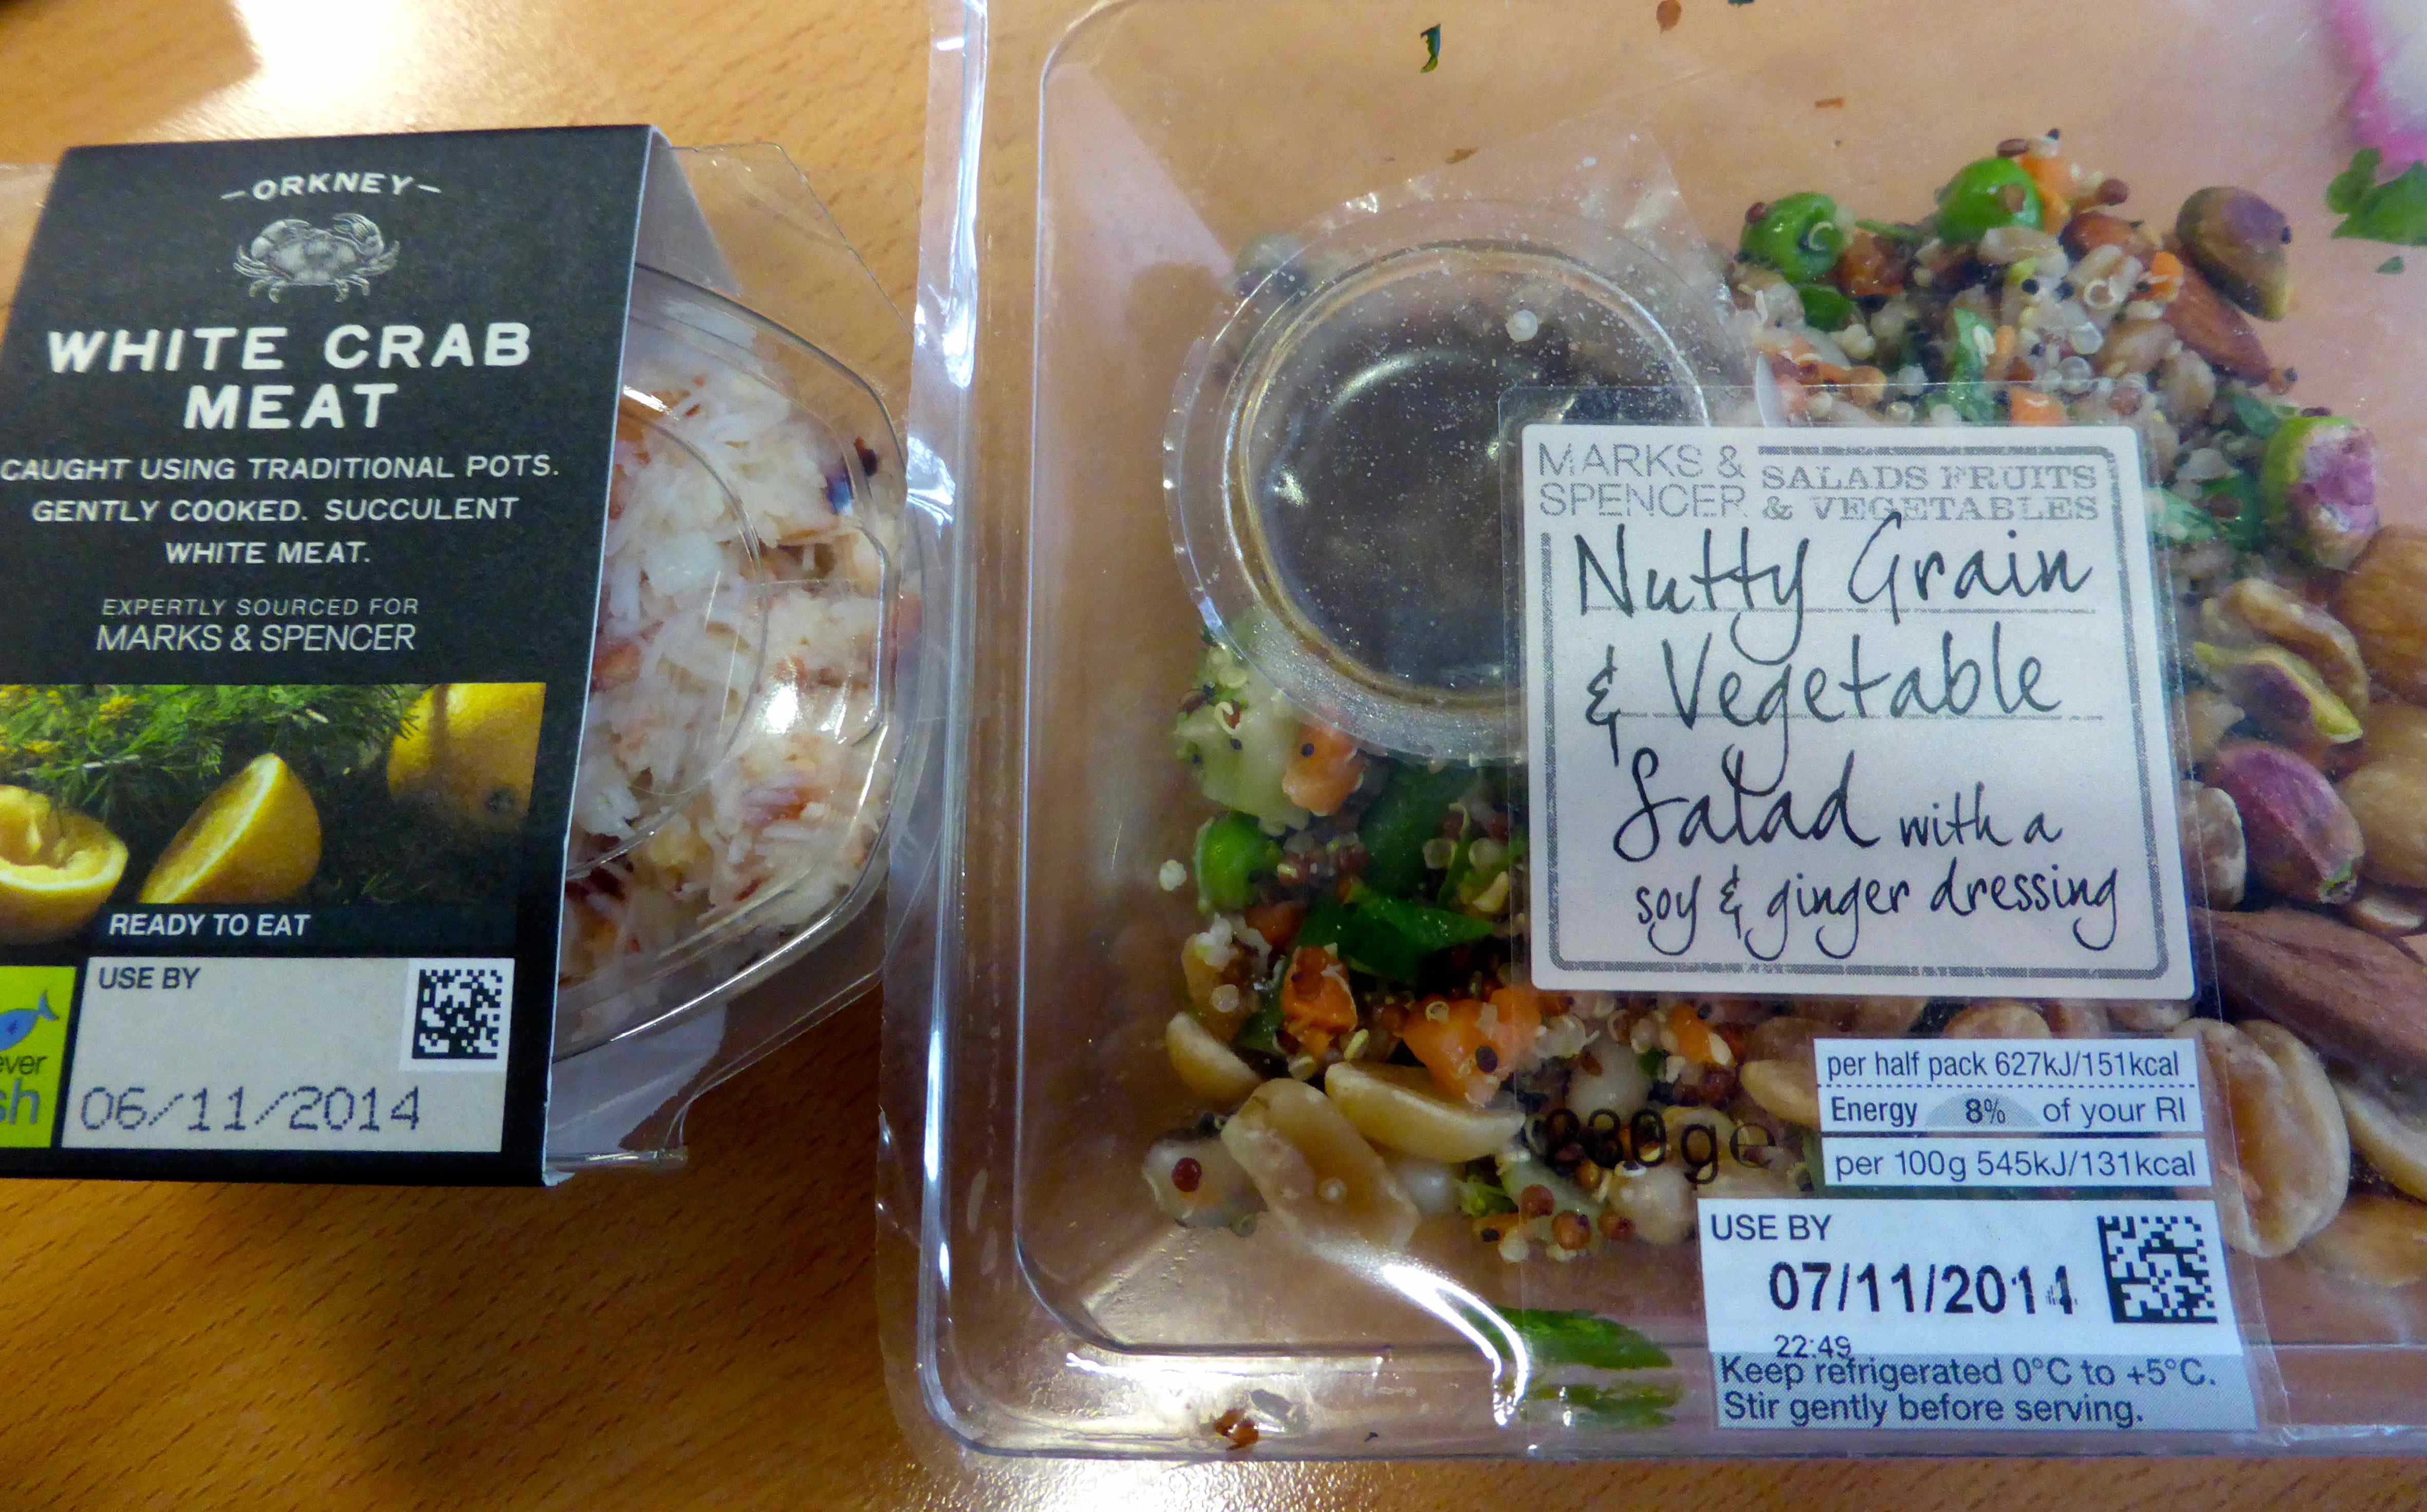 -ORKNEY-
WHITE CRAB
MEAT
CAUGHT USING TRADITIONAL POTS.
GENTLY COOKED. SUCCULENT
WHITE MEAT.
EXPERTLY SOURCED FOR
MARKS & SPENCER
READY TO EAT
USE BY
06/11/2014
MARKS &
SPENCER
SALADS FRUITS
& VEGETABLES
Nutty Grain
& Vegetable
Salad with a
soy & ginger dressing
230g e
per half pack 627kJ/151kcal
Energy 8% of your RI
per 100g 545kJ/131kcal
USE BY
07/11/2014
22:49
Keep refrigerated 0°C to +5°C.
Stir gently before serving.